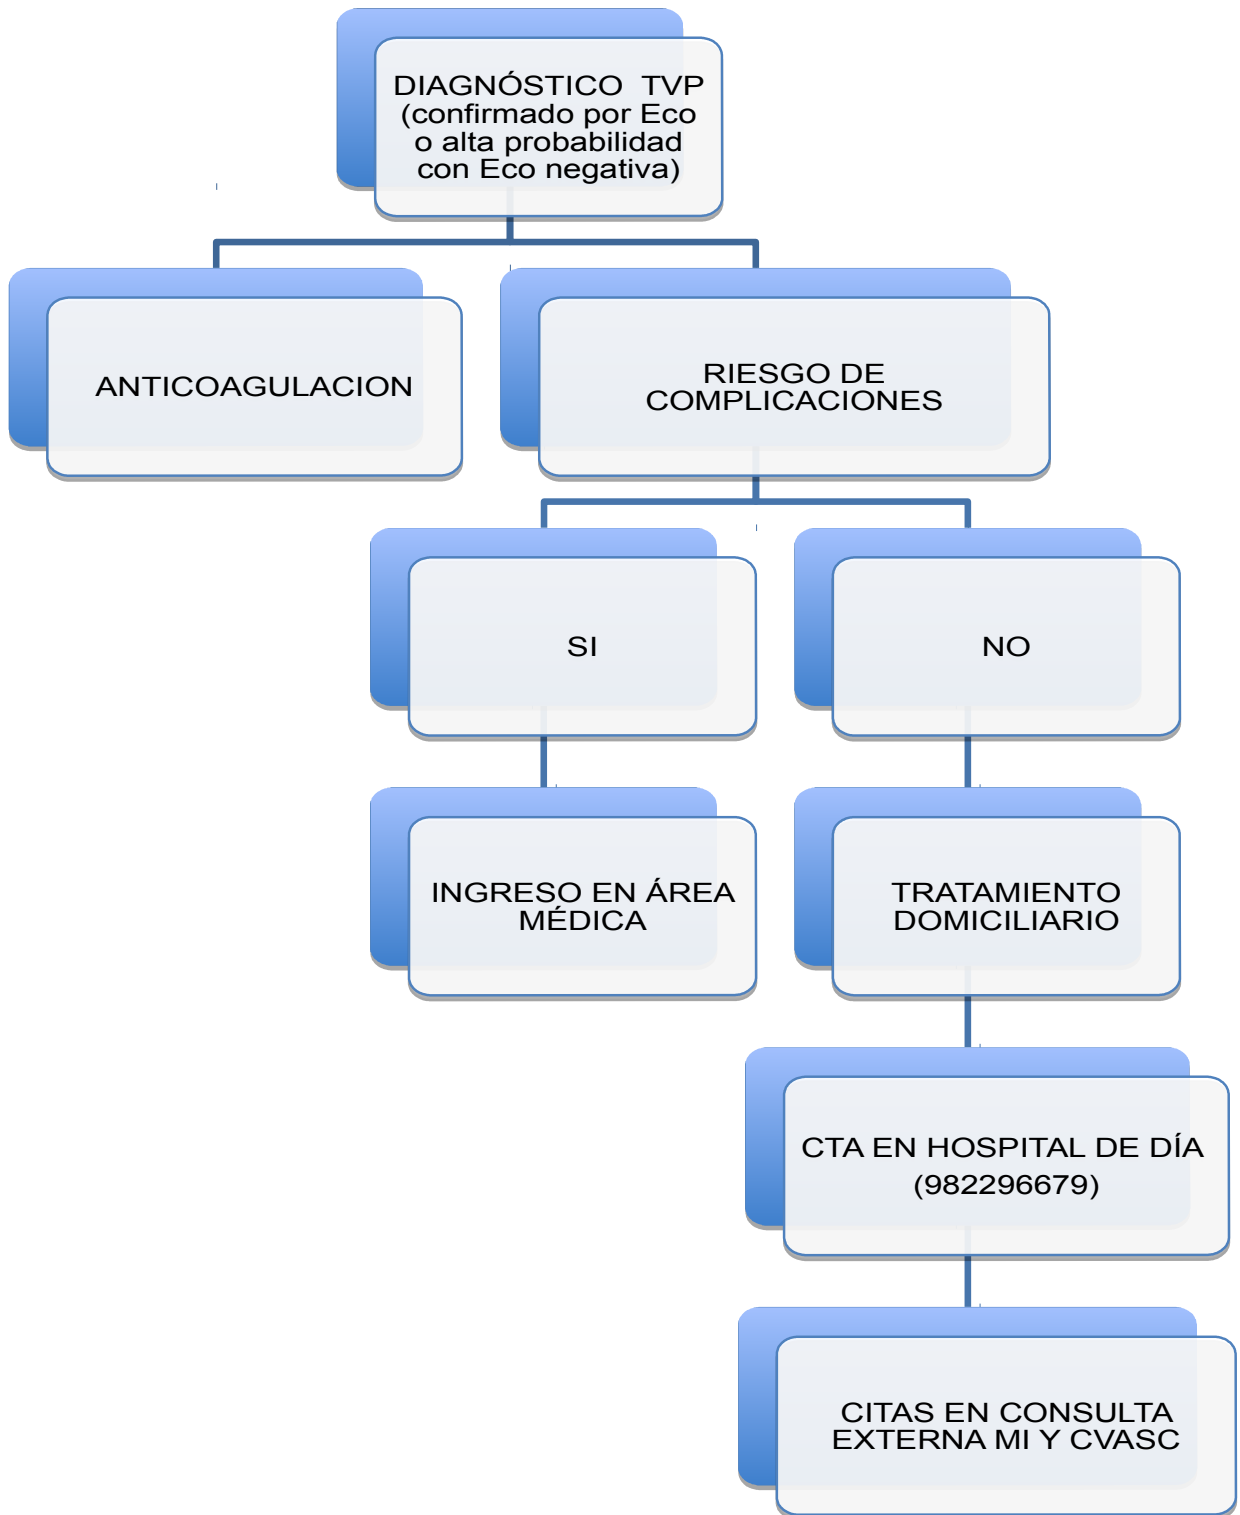 DIAGNÓSTICO TVP
(confirmado por Eco
o alta probabilidad
con Eco negativa)
ANTICOAGULACION
RIESGO DE
COMPLICACIONES
SI
NO
INGRESO EN ÁREA
MÉDICA
TRATAMIENTO
DOMICILIARIO
CTA EN HOSPITAL DE DÍA
(982296679)
CITAS EN CONSULTA
EXTERNA MI Y CVASC